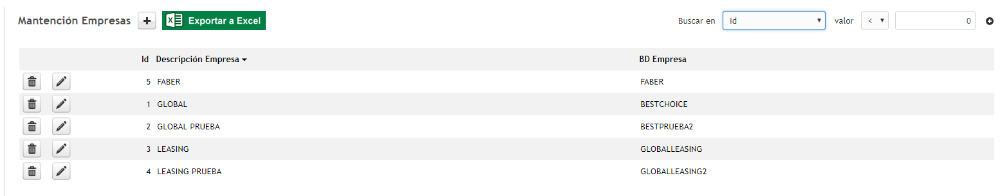 Mantención Empresas + Exportar a Excel Buscar en Id valor < 0
Id Descripción Empresa BD Empresa
5 FABER FABER
1 GLOBAL BESTCHOICE
2 GLOBAL PRUEBA BESTPRUEBA2
3 LEASING GLOBALLEASING
4 LEASING PRUEBA GLOBALLEASING2